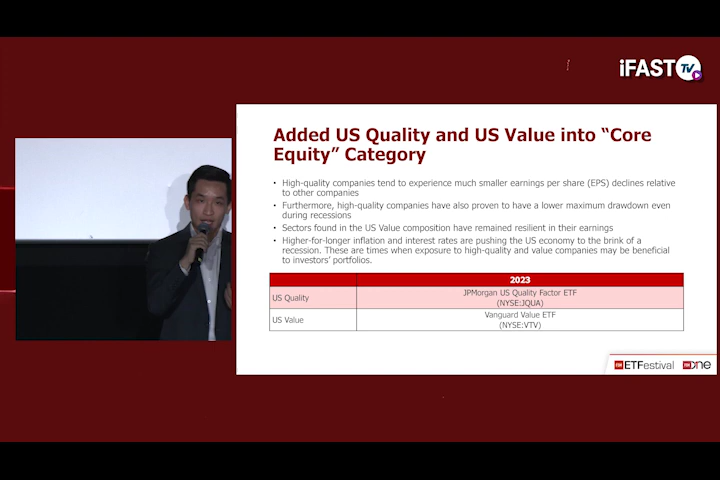 iFAST TV
Added US Quality and US Value into “Core
Equity” Category
• High-quality companies tend to experience much smaller earnings per share (EPS) declines relative
to other companies
• Furthermore, high-quality companies have also proven to have a lower maximum drawdown even
during recessions
• Sectors found in the US Value composition have remained resilient in their earnings
• Higher-for-longer inflation and interest rates are pushing the US economy to the brink of a
recession. These are times when exposure to high-quality and value companies may be beneficial
to investors’ portfolios.
2023
US Quality
JPMorgan US Quality Factor ETF
(NYSE:JQUA)
US Value
Vanguard Value ETF
(NYSE:VTV)
ETFestival
one